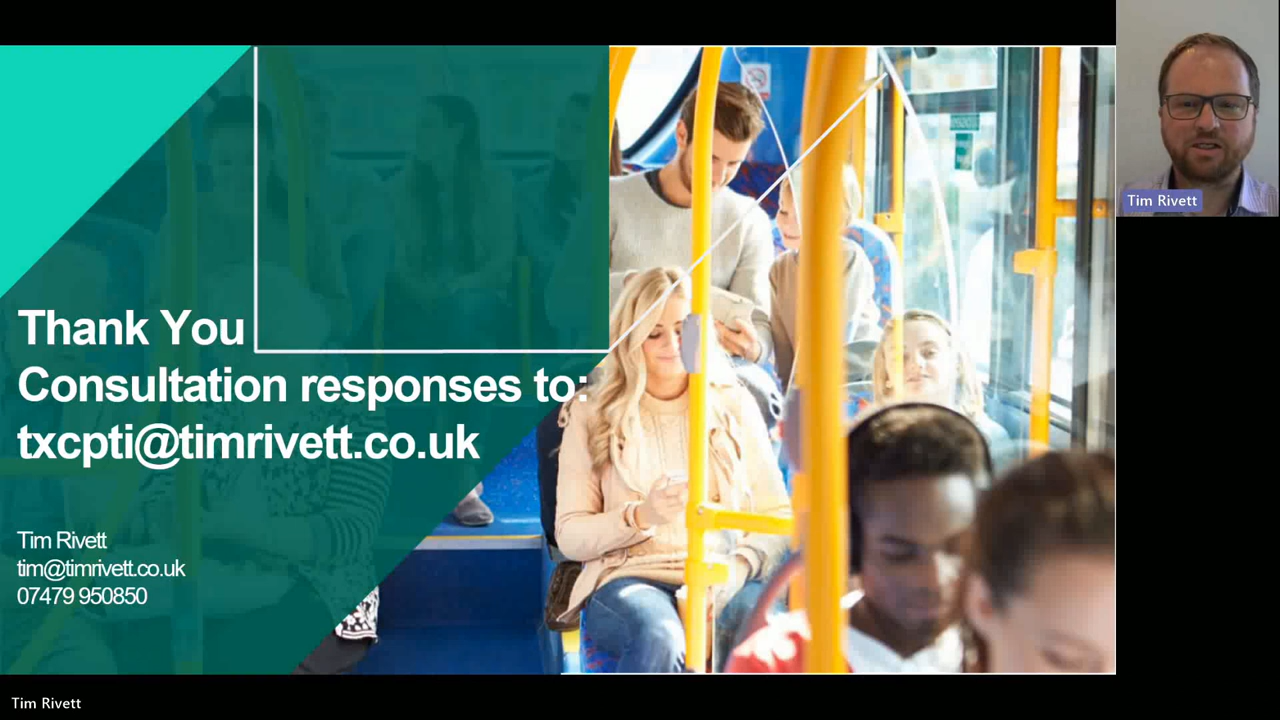 Thank You
Consultation responses to:
txcpti@timrivett.co.uk
Tim Rivett
tim@timrivett.co.uk
07479 950850
Tim Rivett
Tim Rivett